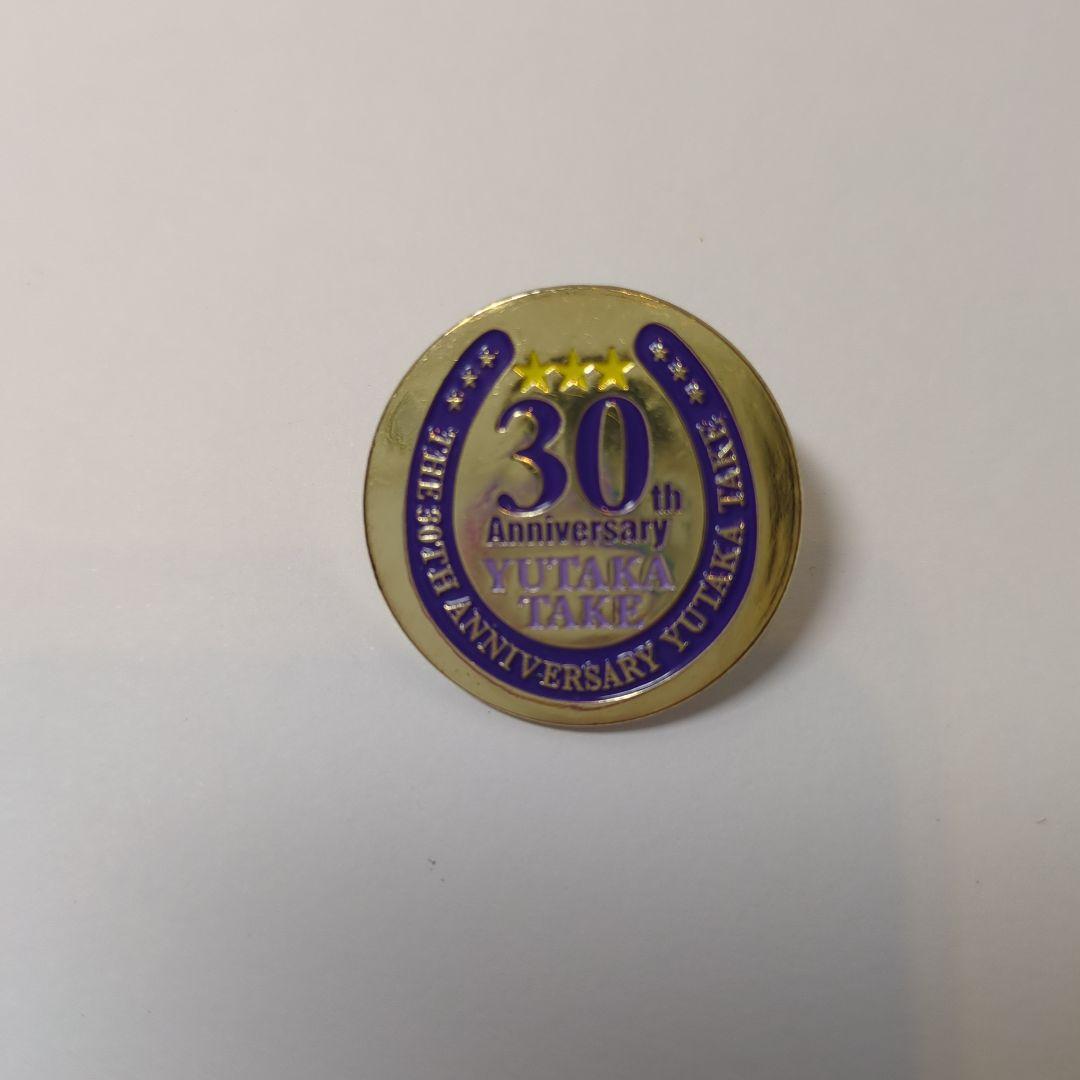 30th
Anniversary
YUTAKA
TAKE
THE 30TH ANNIVERSARY YUTAKA TAKE